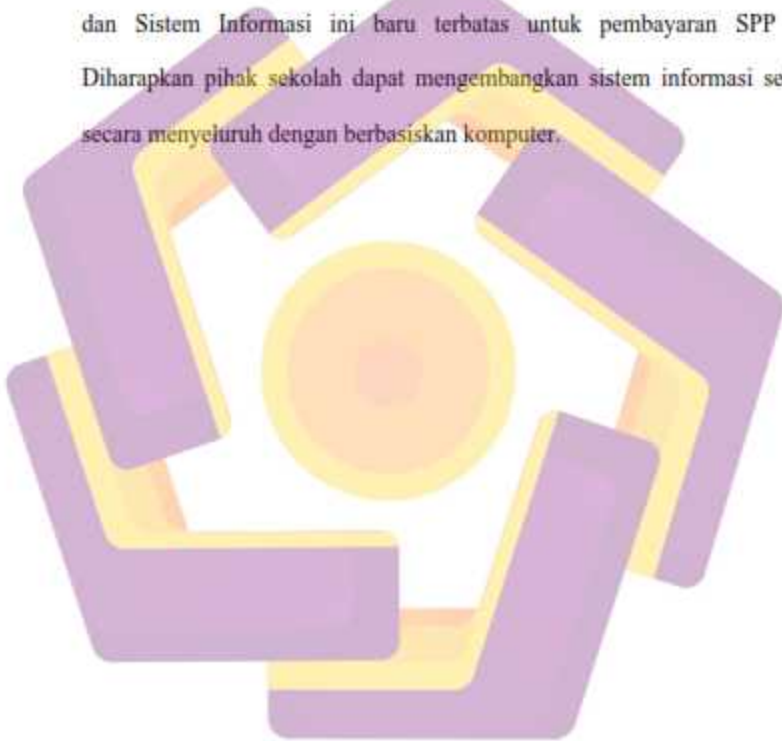 dan Sistem Informasi ini baru terbatas untuk pembayaran SPP
Diharapkan pihak sekolah dapat mengembangkan sistem informasi se
secara menyeluruh dengan berbasiskan komputer.